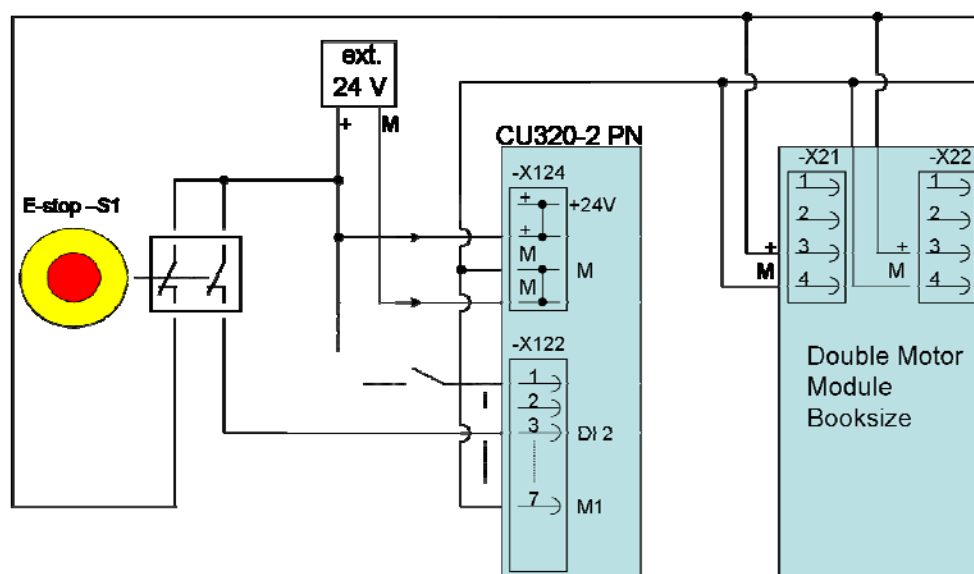 ext.
24 V
+ M
CU320-2 PN
E-stop –S1
-X124
+ +24V
+
M M
M
-X122
1
2
3 DI 2
7 M1
-X21
1
2
+ 3
M 4
-X22
1
2
+ 3
M 4
Double Motor
Module
Booksize